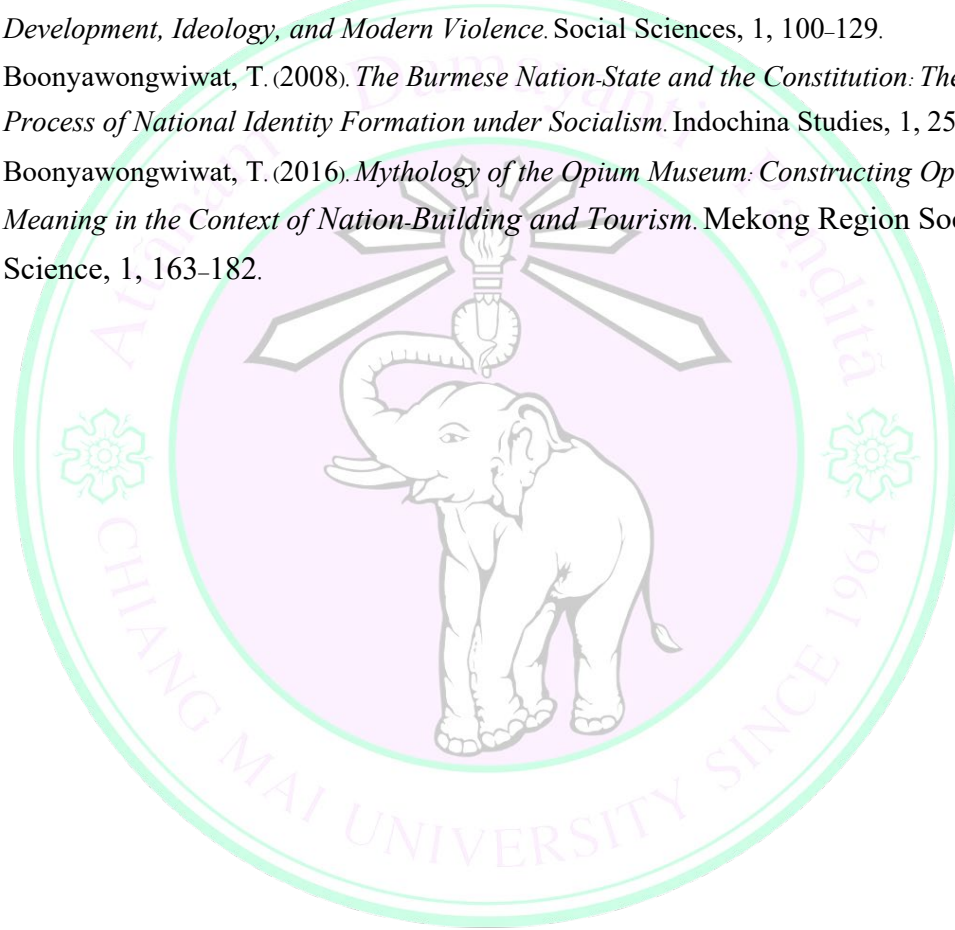 Development, Ideology, and Modern Violence. Social Sciences, 1, 100–129.
Boonyawongwiwat, T. (2008). The Burmese Nation-State and the Constitution: The
Process of National Identity Formation under Socialism. Indochina Studies, 1, 25
Boonyawongwiwat, T. (2016). Mythology of the Opium Museum: Constructing Op
Meaning in the Context of Nation-Building and Tourism. Mekong Region Soc
Science, 1, 163–182.
Attānaṁ Damayanti Paṇḍitā
CHIANG MAI UNIVERSITY SINCE 1964